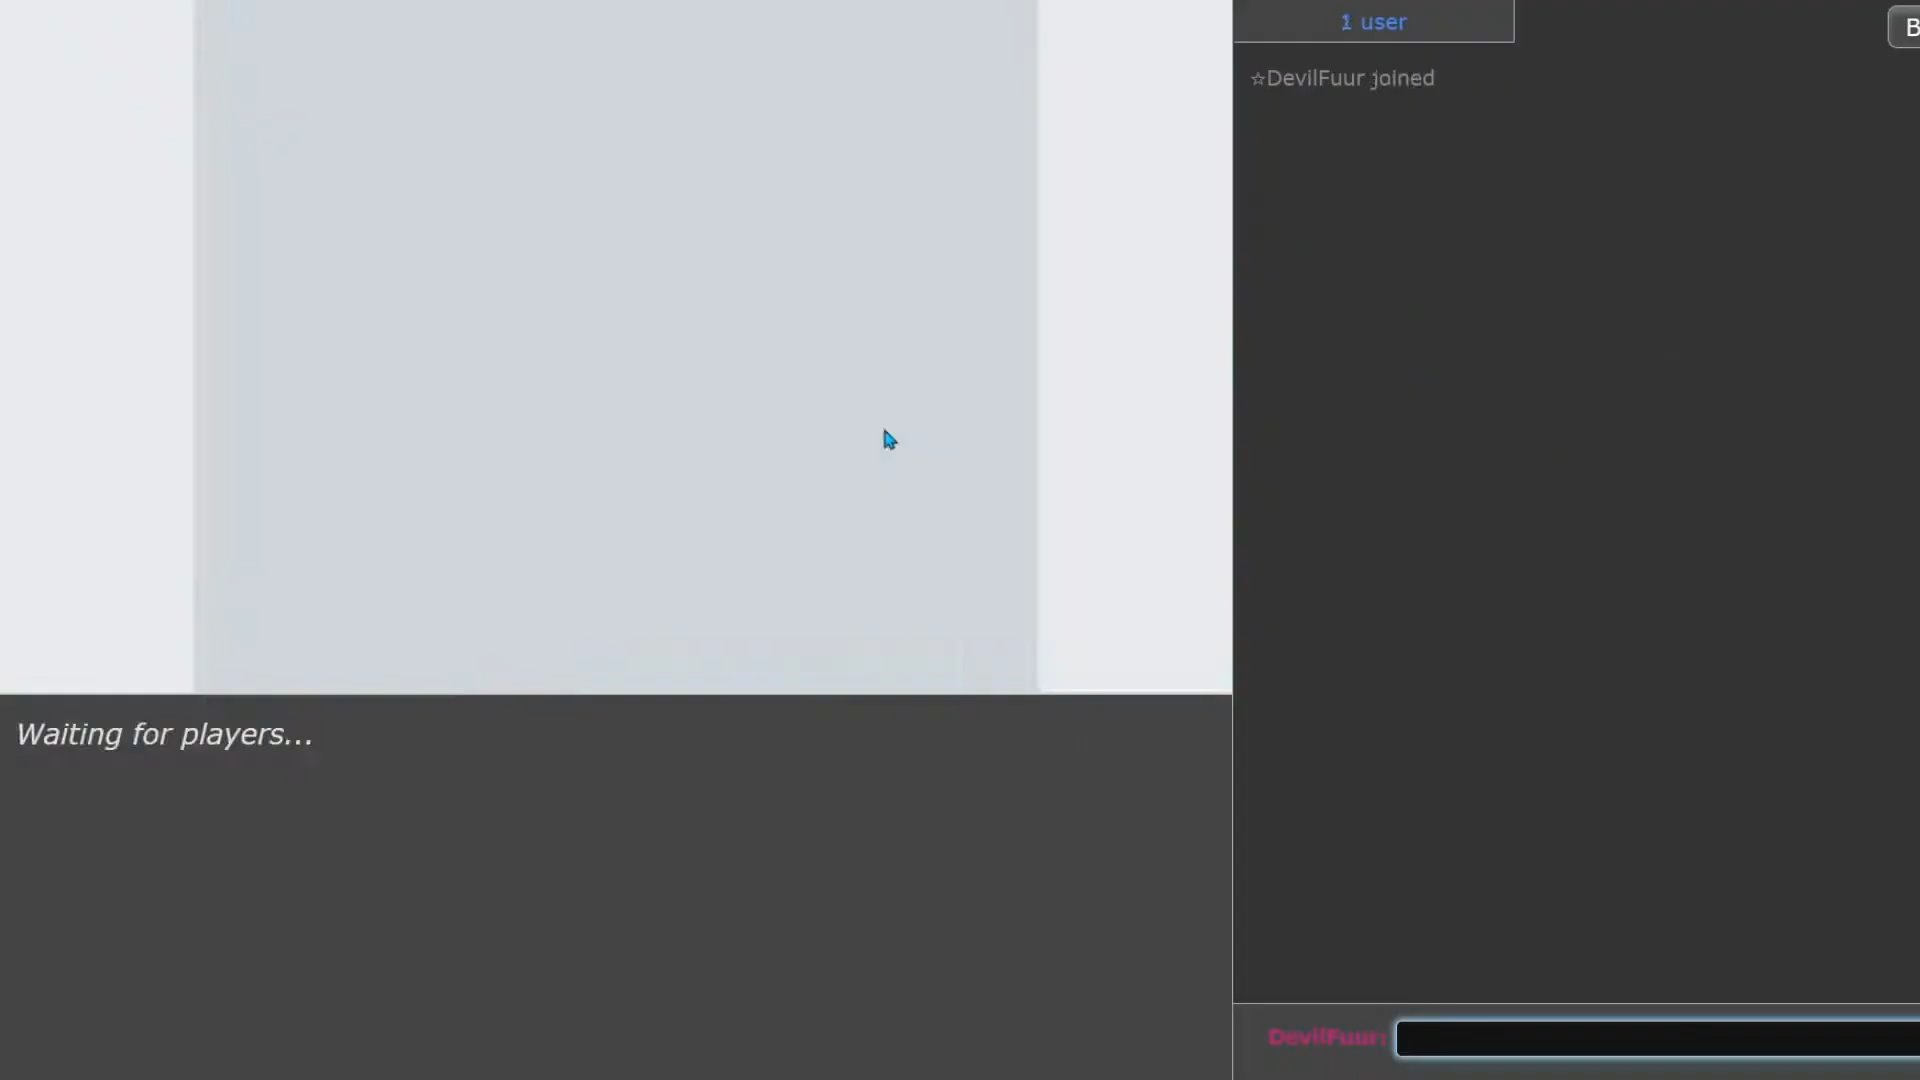 1 user
B
☆DevilFuur joined
Waiting for players...
DevilFuur: